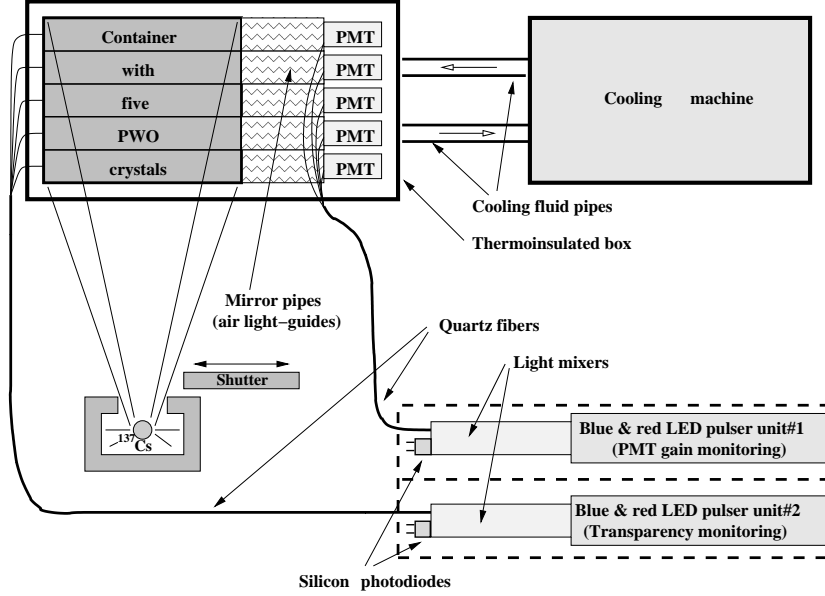 Container
with
five
PWO
crystals
PMT
PMT
PMT
PMT
PMT
Cooling machine
Cooling fluid pipes
Thermoinsulated box
Mirror pipes
(air light–guides)
Quartz fibers
Light mixers
Shutter
137
Cs
Blue & red LED pulser unit#1
(PMT gain monitoring)
Blue & red LED pulser unit#2
(Transparency monitoring)
Silicon photodiodes